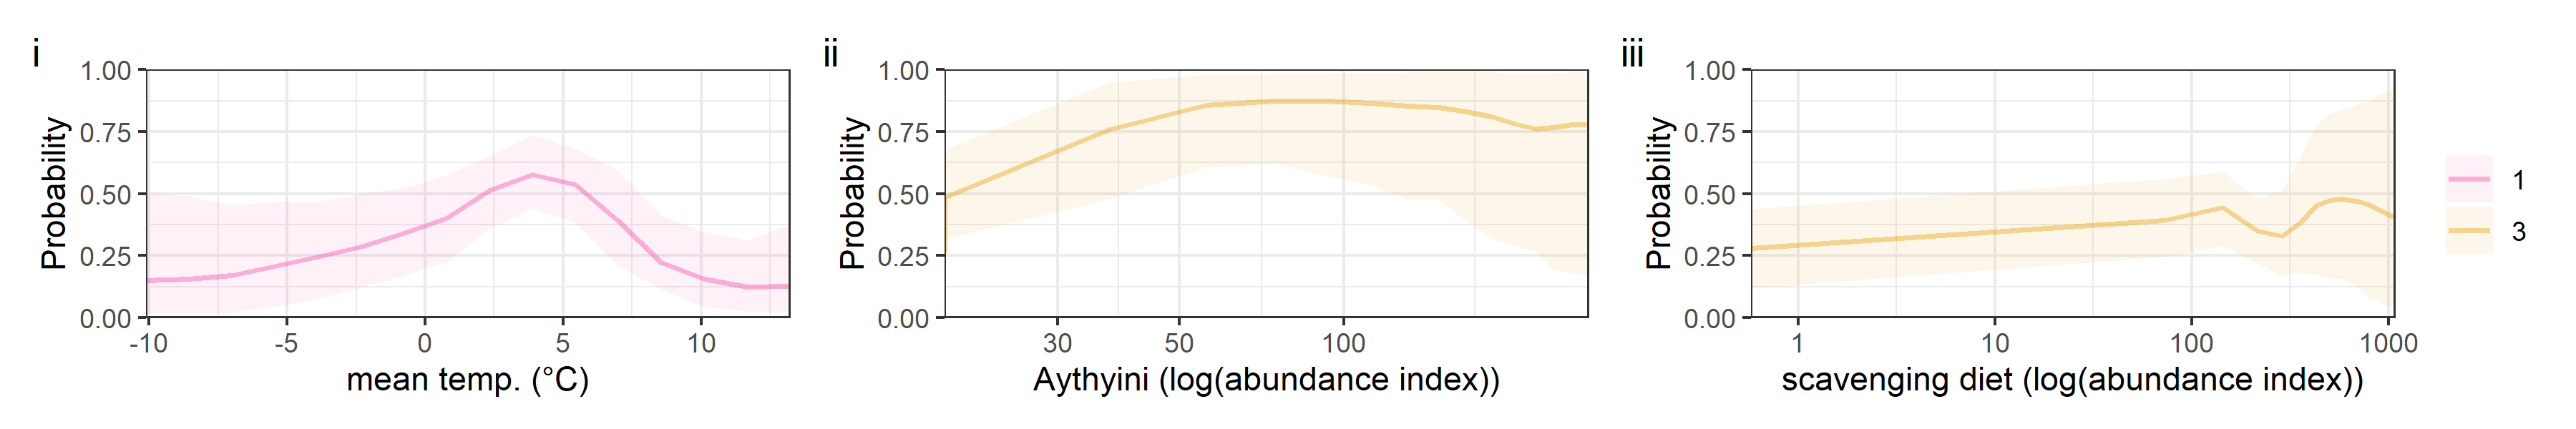 i
1.00
0.75
0.50
0.25
0.00
Probability
-10 -5 0 5 10
mean temp. (°C)
ii
1.00
0.75
0.50
0.25
0.00
Probability
30 50 100
Aythyini (log(abundance index))
iii
1.00
0.75
0.50
0.25
0.00
Probability
1 10 100 1000
scavenging diet (log(abundance index))
1
3